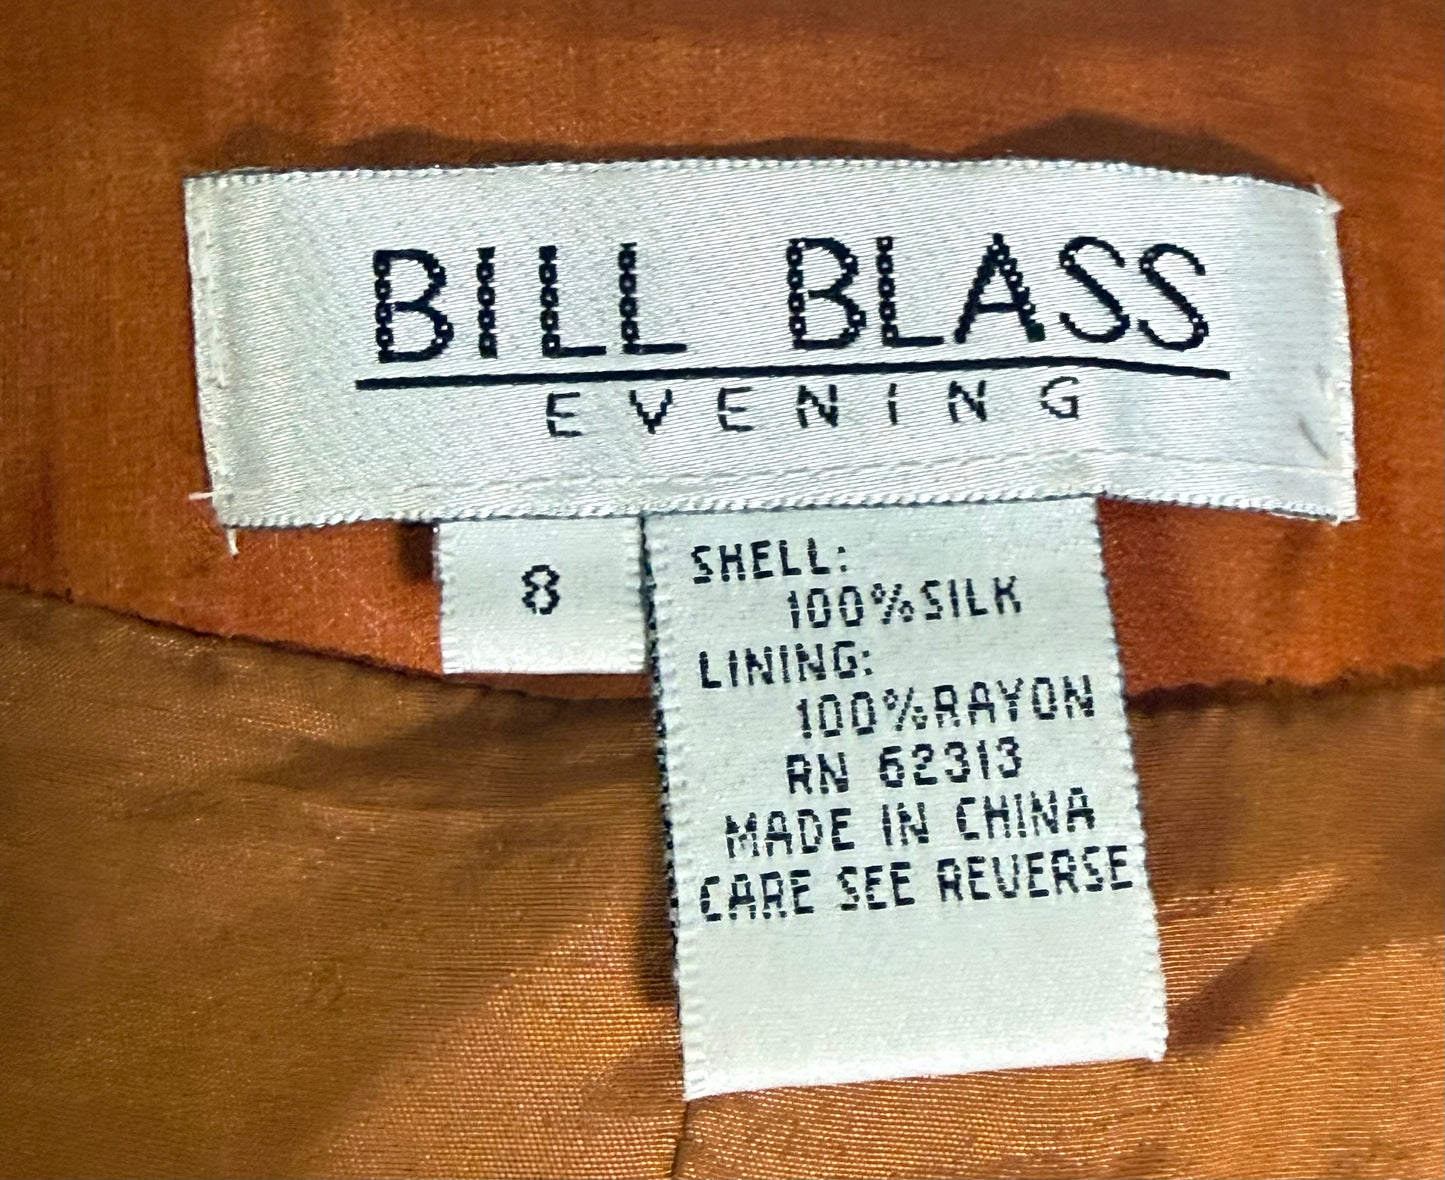 BILL BLASS
EVENING
8
SHELL:
100%SILK
LINING:
100%RAYON
RN 62313
MADE IN CHINA
CARE SEE REVERSE